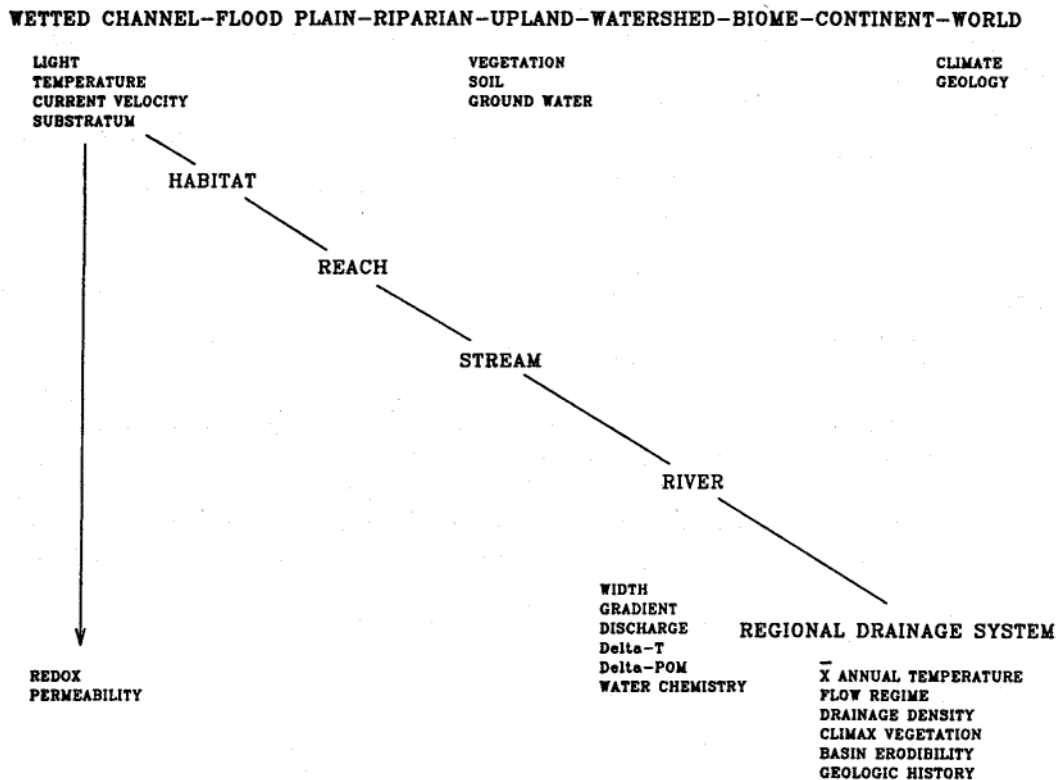 WETTED CHANNEL-FLOOD PLAIN-RIPARIAN-UPLAND-WATERSHED-BIOME-CONTINENT-WORLD
LIGHT
TEMPERATURE
CURRENT VELOCITY
SUBSTRATUM
VEGETATION
SOIL
GROUND WATER
CLIMATE
GEOLOGY
HABITAT
REACH
STREAM
RIVER
WIDTH
GRADIENT
DISCHARGE
Delta-T
Delta-POM
WATER CHEMISTRY
REGIONAL DRAINAGE SYSTEM
X̄ ANNUAL TEMPERATURE
FLOW REGIME
DRAINAGE DENSITY
CLIMAX VEGETATION
BASIN ERODIBILITY
GEOLOGIC HISTORY
REDOX
PERMEABILITY